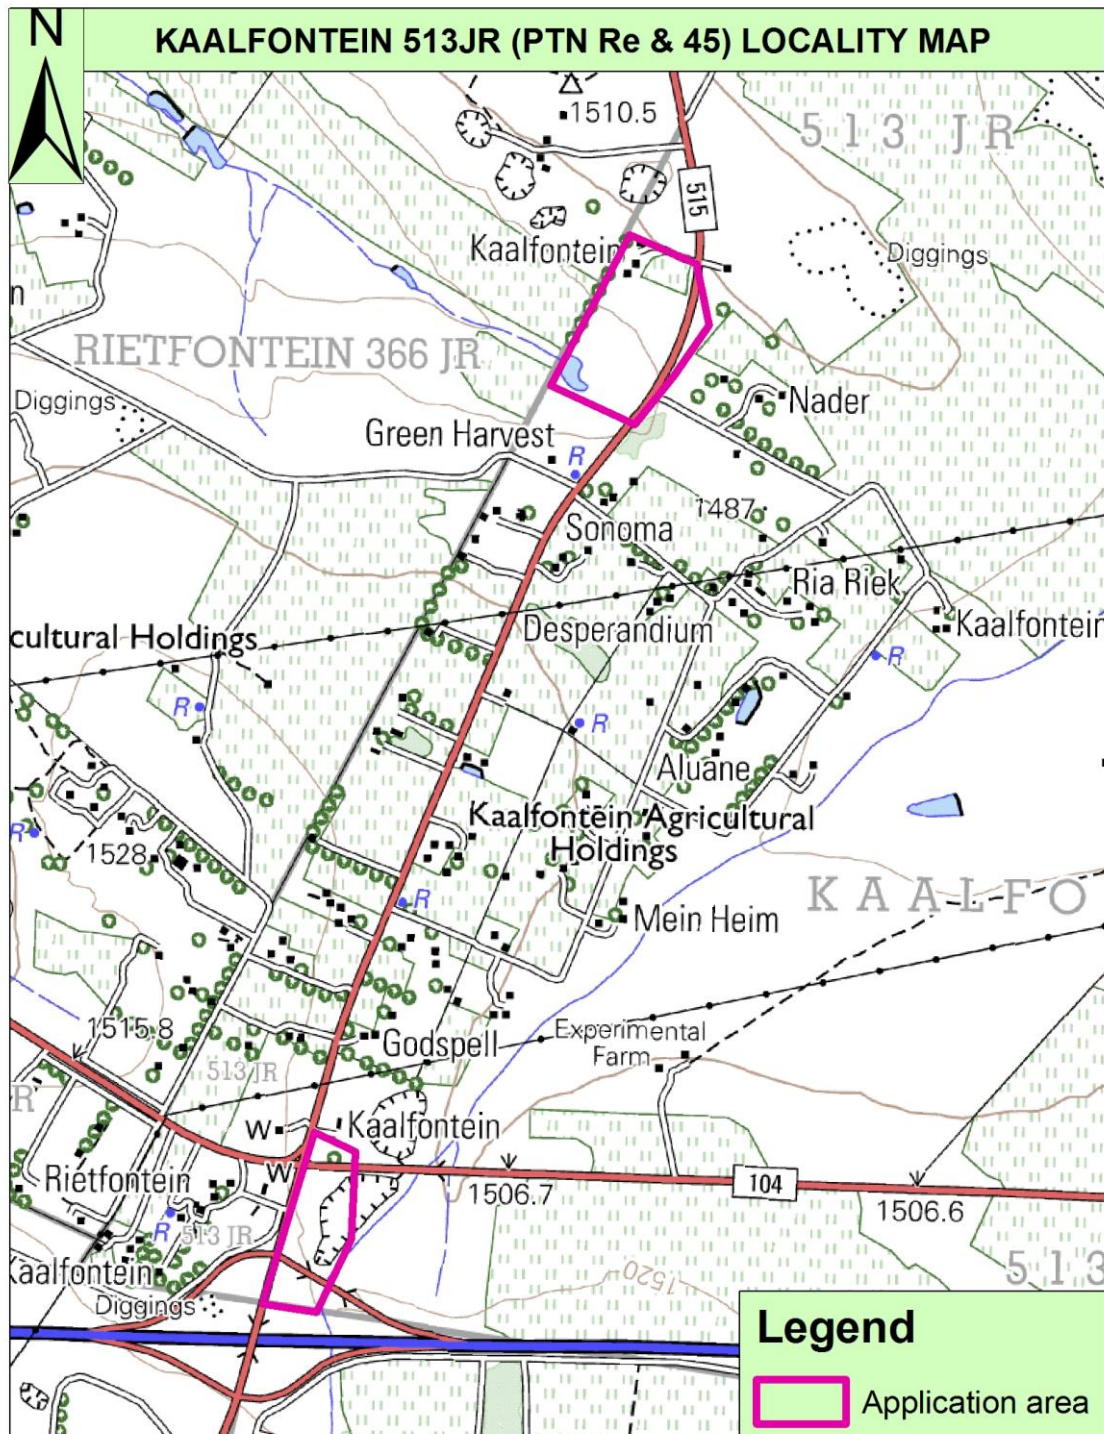 N
KAALFONTEIN 513JR (PTN Re & 45) LOCALITY MAP
1510.5
513 JR
515
Kaalfontein
Diggings
n
RIETFONTEIN 366 JR
Diggings
Nader
Green Harvest
R
1487
Sonoma
Ria Riek
Kaalfontein
Desperandium
cultural Holdings
R
R
R
Aluane
Kaalfontein Agricultural
Holdings
R
1528
R
KAALFO
Mein Heim
1515.8
Experimental
Farm
Godspell
513 JR
R
W
Kaalfontein
W
Rietfontein
104
1506.7
1506.6
R
513 JR
Kaalfontein
Diggings
1520
513
Legend
Application area